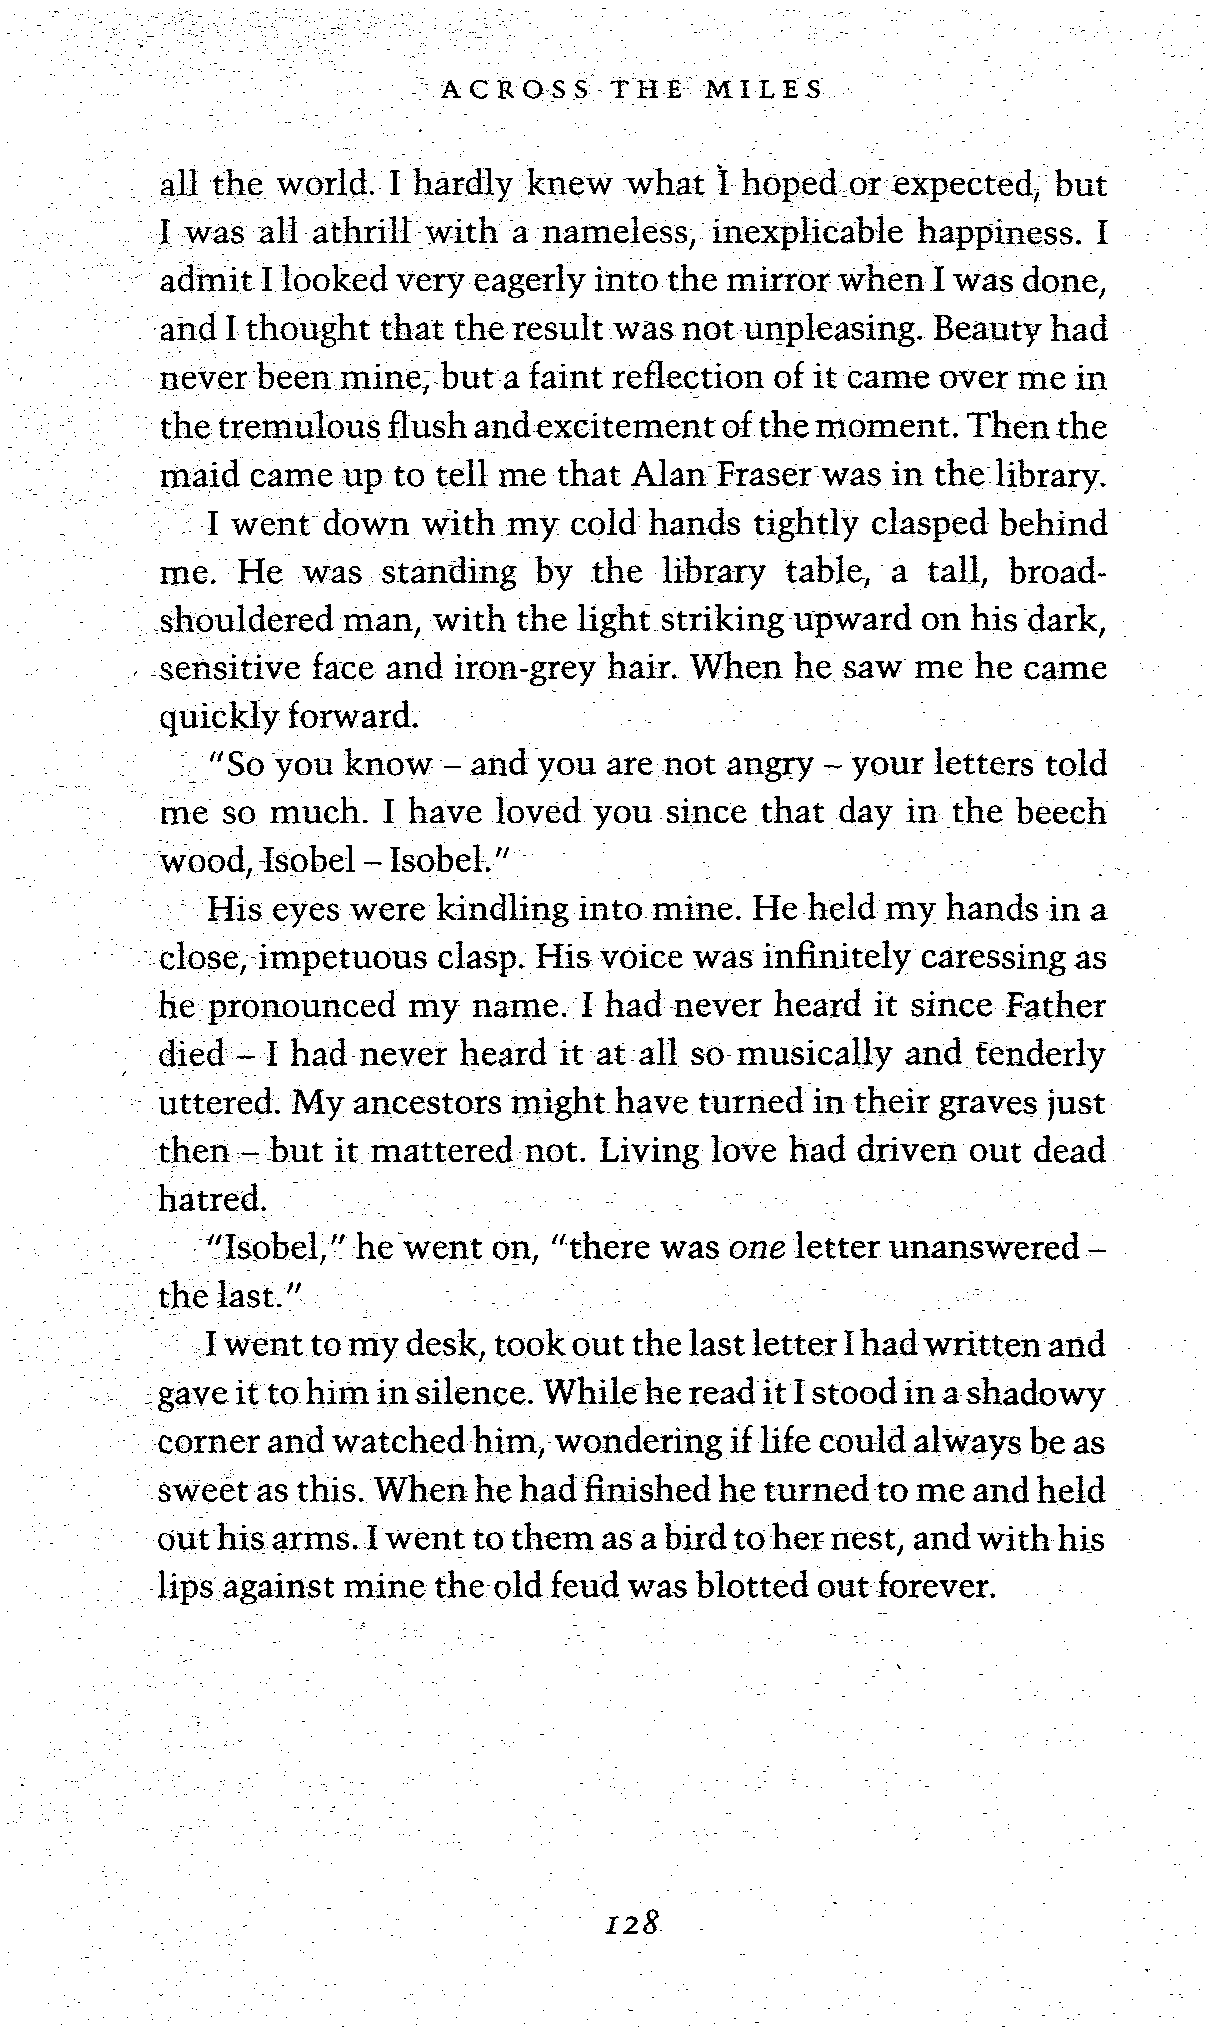 ACROSS THE MILES
all the world. I hardly knew what I hoped or expected, but
I was all athrill with a nameless, inexplicable happiness. I
admit I looked very eagerly into the mirror when I was done,
and I thought that the result was not unpleasing. Beauty had
never been mine, but a faint reflection of it came over me in
the tremulous flush and excitement of the moment. Then the
maid came up to tell me that Alan Fraser was in the library.
I went down with my cold hands tightly clasped behind
me. He was standing by the library table, a tall, broad-
shouldered man, with the light striking upward on his dark,
sensitive face and iron-grey hair. When he saw me he came
quickly forward.
"So you know – and you are not angry – your letters told
me so much. I have loved you since that day in the beech
wood, Isobel – Isobel."
His eyes were kindling into mine. He held my hands in a
close, impetuous clasp. His voice was infinitely caressing as
he pronounced my name. I had never heard it since Father
died – I had never heard it at all so musically and tenderly
uttered. My ancestors might have turned in their graves just
then – but it mattered not. Living love had driven out dead
hatred.
"Isobel," he went on, "there was one letter unanswered –
the last."
I went to my desk, took out the last letter I had written and
gave it to him in silence. While he read it I stood in a shadowy
corner and watched him, wondering if life could always be as
sweet as this. When he had finished he turned to me and held
out his arms. I went to them as a bird to her nest, and with his
lips against mine the old feud was blotted out forever.
128